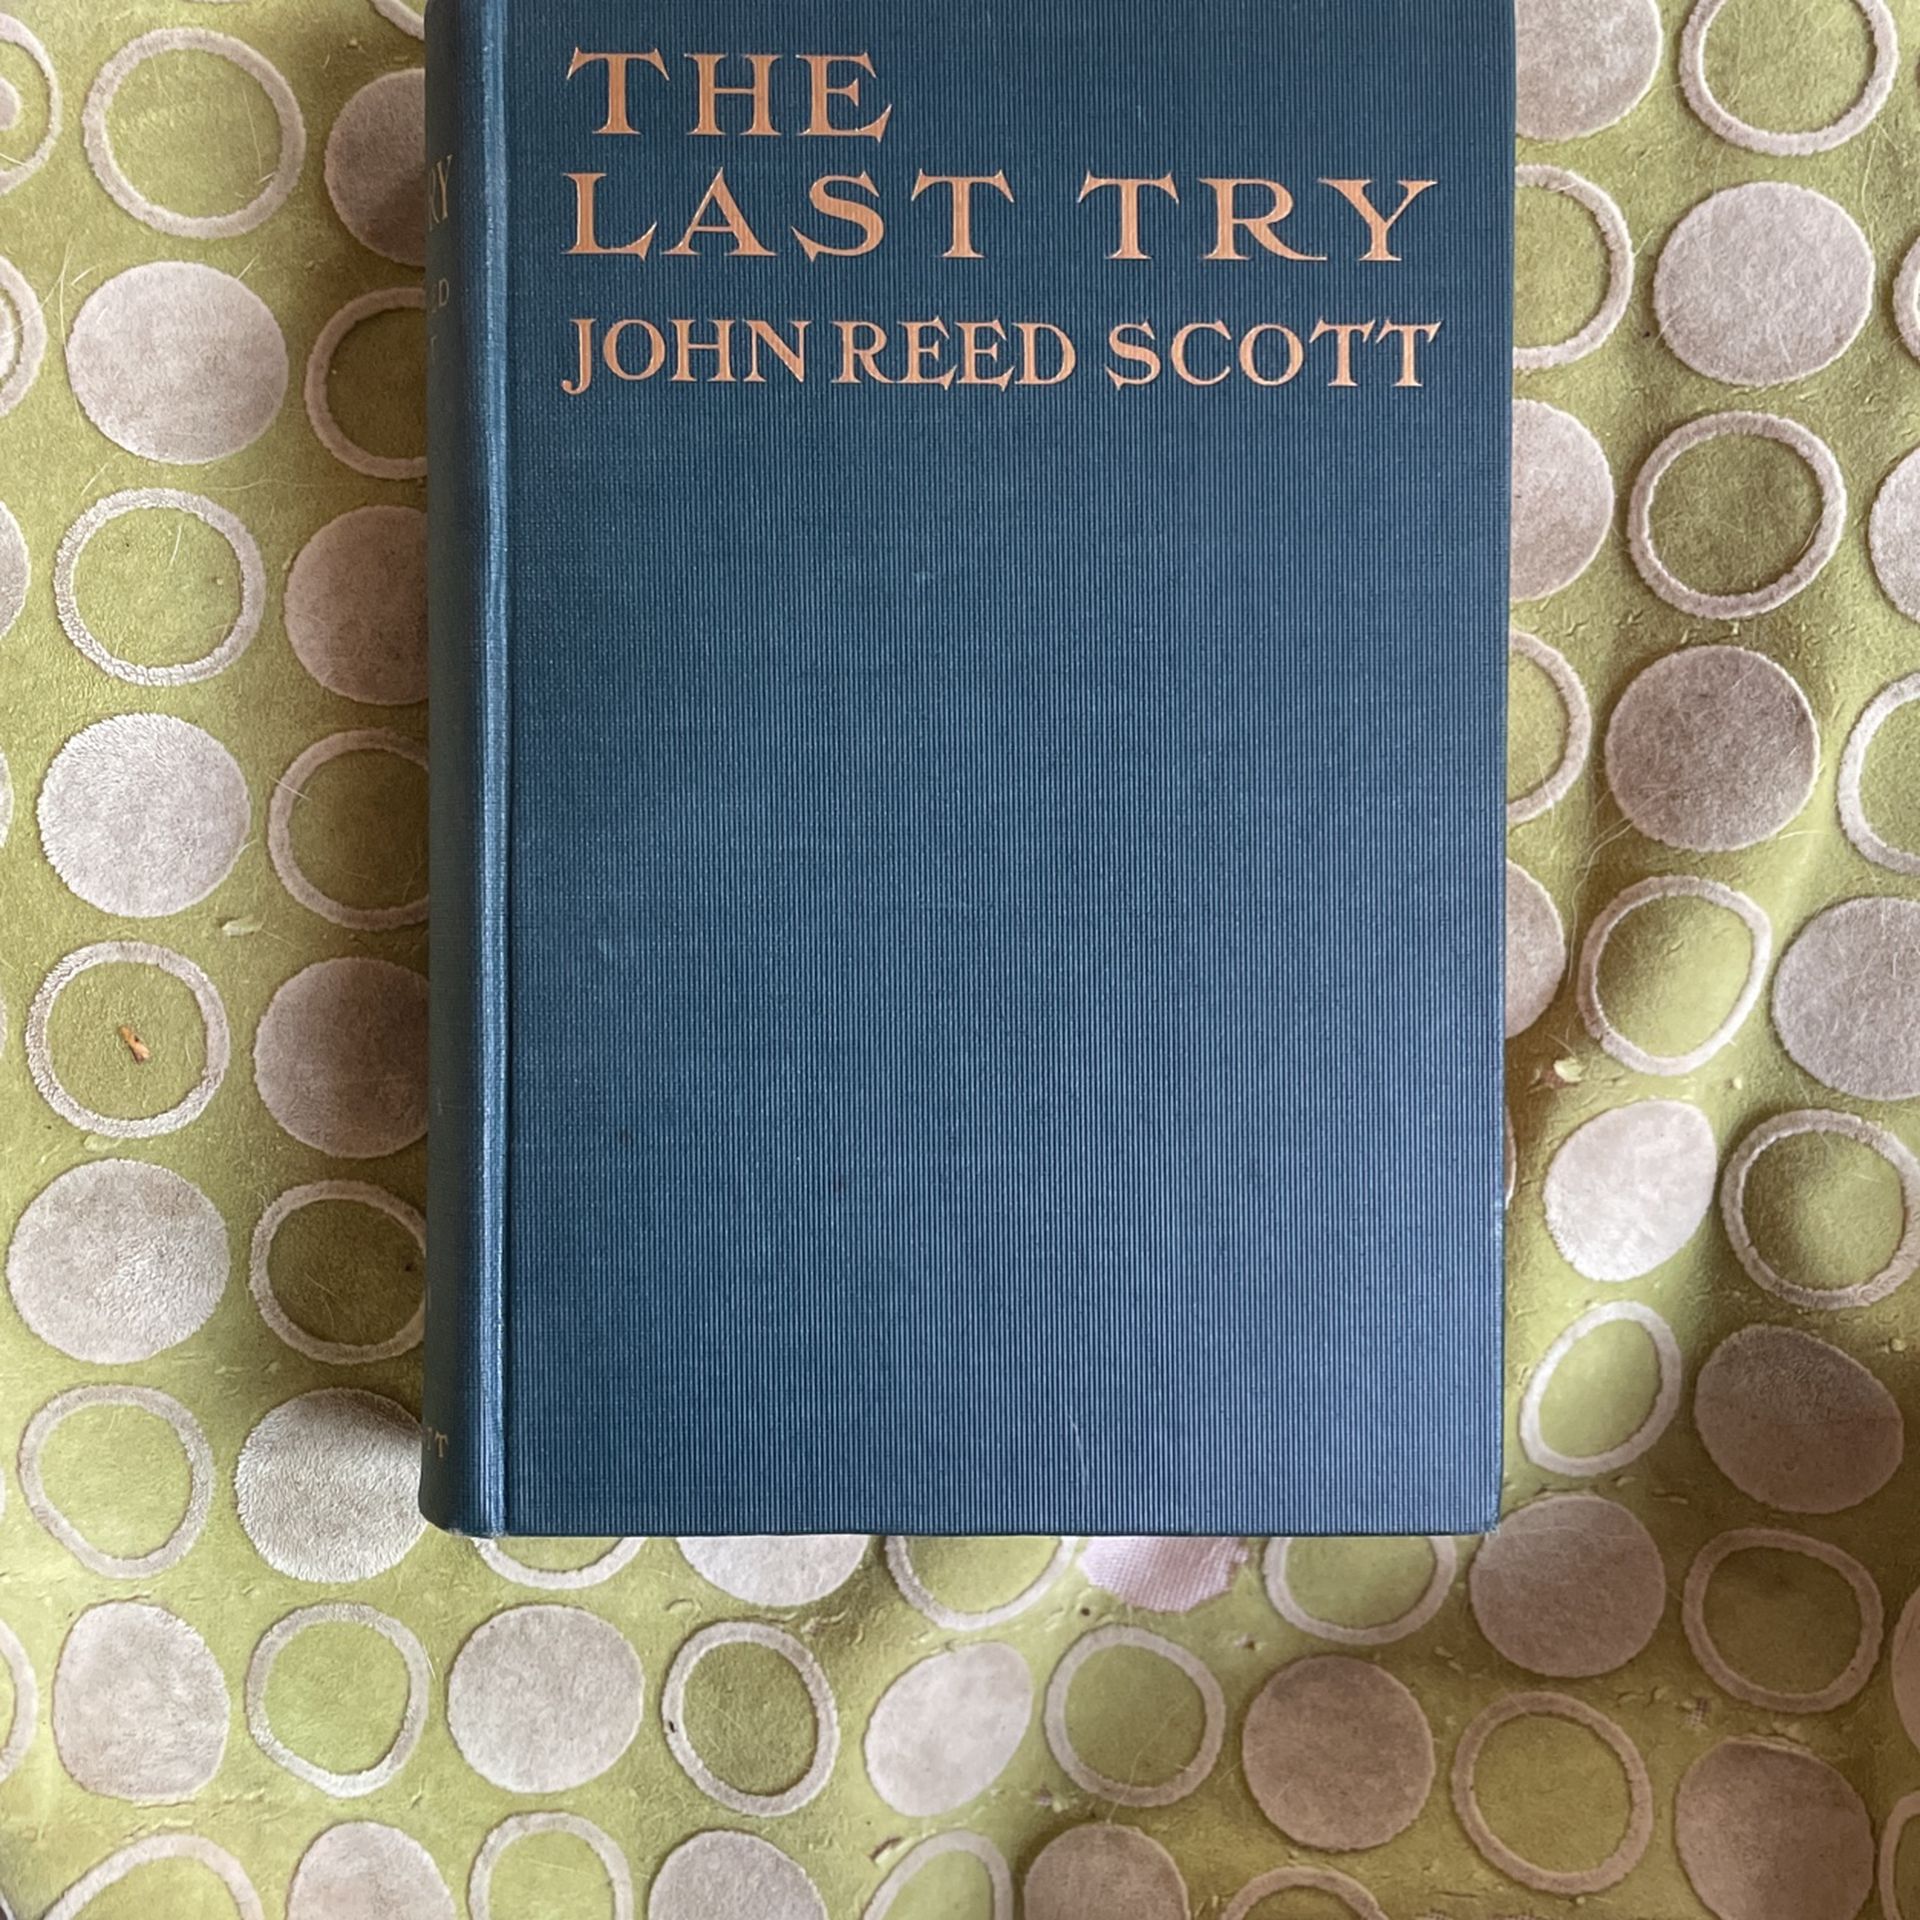 THE
LAST TRY
JOHN REED SCOTT